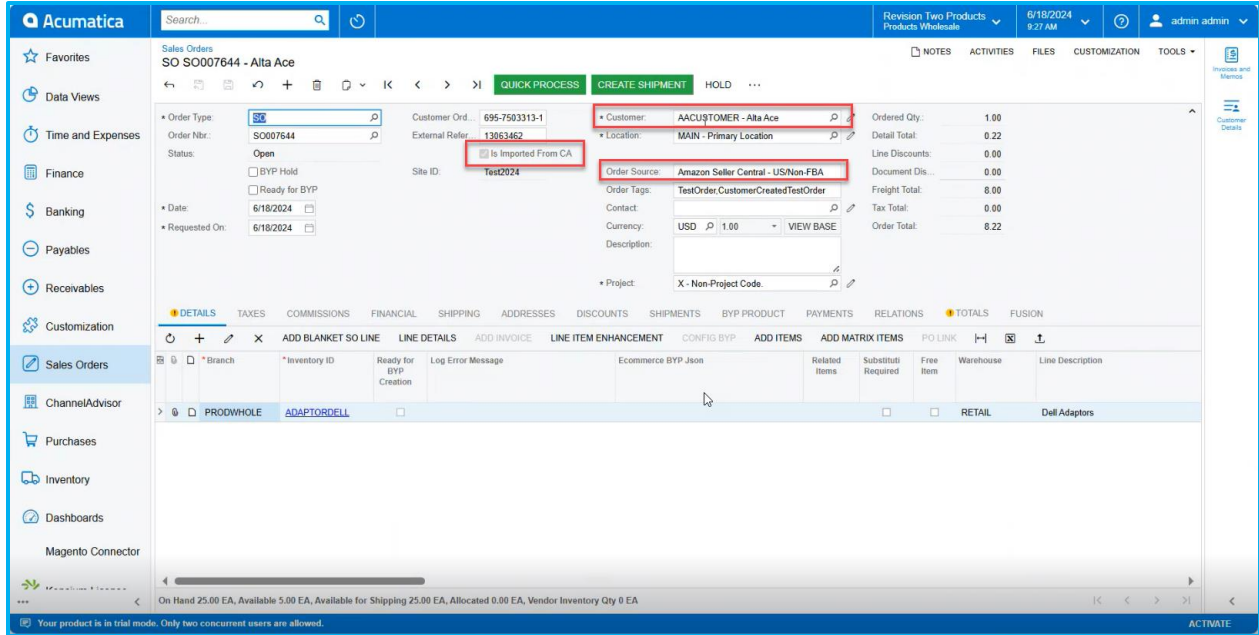 Acumatica
Search...
Revision Two Products
Products Wholesale
6/18/2024
9:27 AM
admin admin
Favorites
Data Views
Time and Expenses
Finance
Banking
Payables
Receivables
Customization
Sales Orders
ChannelAdvisor
Purchases
Inventory
Dashboards
Magento Connector
Sales Orders
SO SO007644 - Alta Ace
NOTES ACTIVITIES FILES CUSTOMIZATION TOOLS
QUICK PROCESS CREATE SHIPMENT HOLD ...
* Order Type: SO
Order Nbr.: SO007644
Status: Open
BYP Hold
Ready for BYP
* Date: 6/18/2024
* Requested On: 6/18/2024
Customer Ord... 695-7503313-1
External Refer... 13063462
Is Imported From CA
Site ID: Test2024
* Customer: AACUSTOMER - Alta Ace
* Location: MAIN - Primary Location
Order Source: Amazon Seller Central - US/Non-FBA
Order Tags: TestOrder,CustomerCreatedTestOrder
Contact:
Currency: USD 1.00 VIEW BASE
Description:
* Project: X - Non-Project Code.
Ordered Qty.: 1.00
Detail Total: 0.22
Line Discounts: 0.00
Document Dis... 0.00
Freight Total: 8.00
Tax Total: 0.00
Order Total: 8.22
Invoices and
Memos
Customer
Details
DETAILS TAXES COMMISSIONS FINANCIAL SHIPPING ADDRESSES DISCOUNTS SHIPMENTS BYP PRODUCT PAYMENTS RELATIONS TOTALS FUSION
ADD BLANKET SO LINE LINE DETAILS ADD INVOICE LINE ITEM ENHANCEMENT CONFIG BYP ADD ITEMS ADD MATRIX ITEMS PO LINK
* Branch * Inventory ID Ready for BYP Creation Log Error Message Ecommerce BYP Json Related Items Substituti Required Free Item Warehouse Line Description
PRODWHOLE ADAPTORDELL RETAIL Dell Adaptors
On Hand 25.00 EA, Available 5.00 EA, Available for Shipping 25.00 EA, Allocated 0.00 EA, Vendor Inventory Qty 0 EA
Your product is in trial mode. Only two concurrent users are allowed.
ACTIVATE